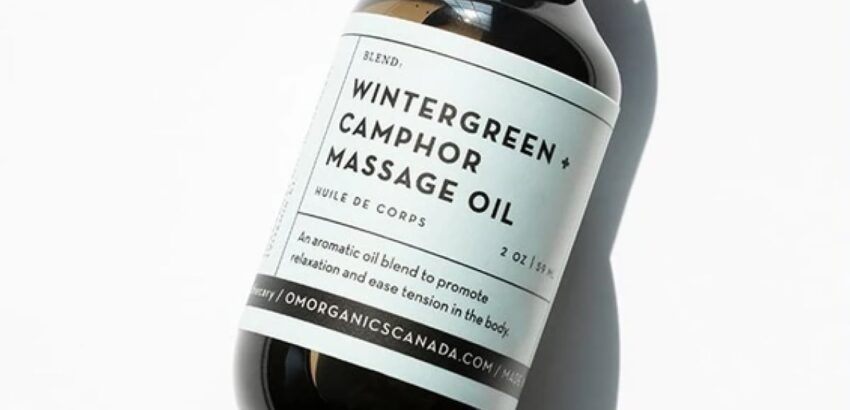 BLEND:
WINTERGREEN +
CAMPHOR
MASSAGE OIL
HUILE DE CORPS
2 OZ | 59 ML
An aromatic oil blend to promote
relaxation and ease tension in the body.
/ OMORGANICSCANADA.COM / MADE